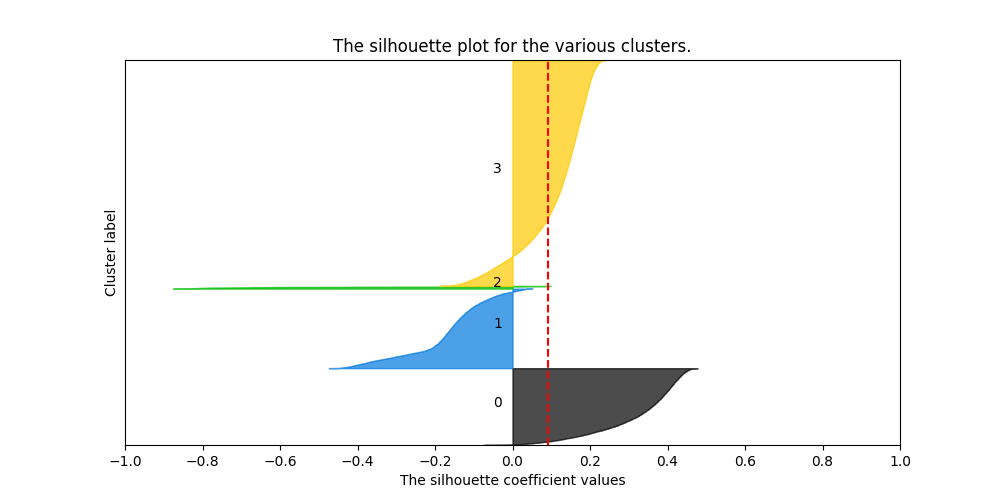 The silhouette plot for the various clusters.
Cluster label
3
2
1
0
−1.0 −0.8 −0.6 −0.4 −0.2 0.0 0.2 0.4 0.6 0.8 1.0
The silhouette coefficient values